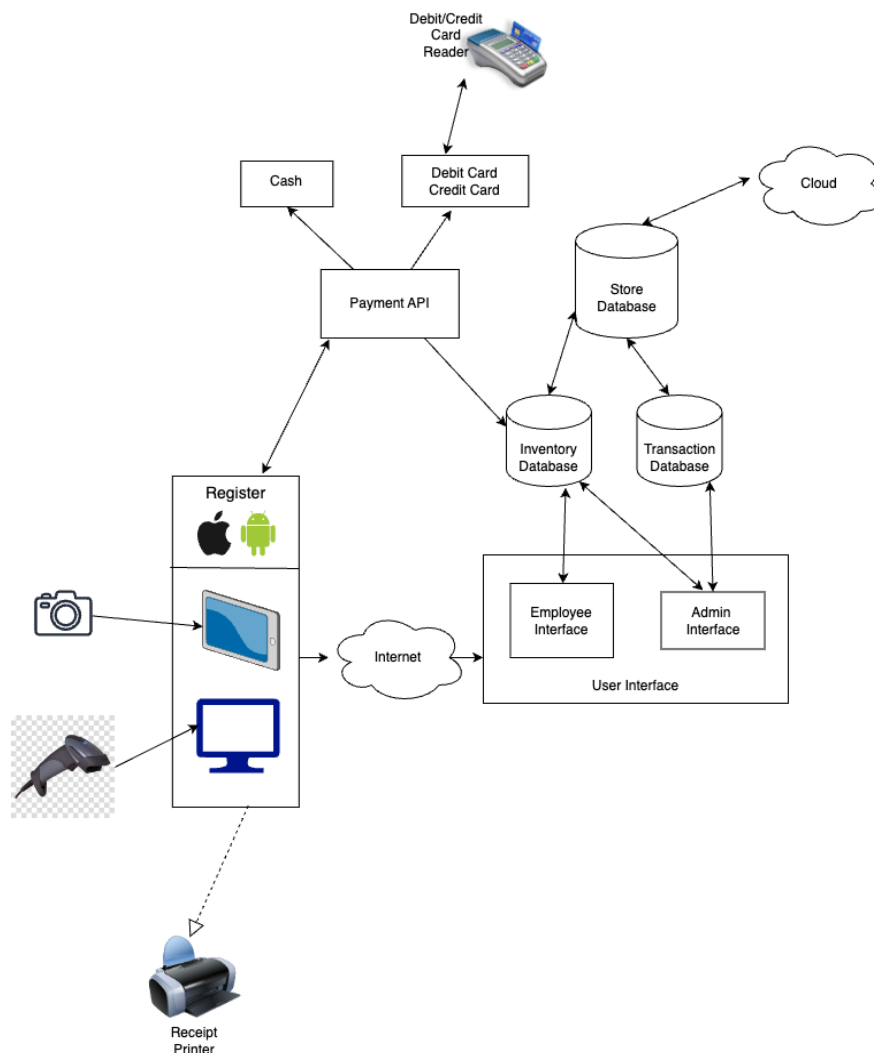 Debit/Credit
Card
Reader
Cash
Debit Card
Credit Card
Cloud
Store
Database
Payment API
Inventory
Database
Transaction
Database
Register
Employee
Interface
Admin
Interface
Internet
User Interface
Receipt
Printer